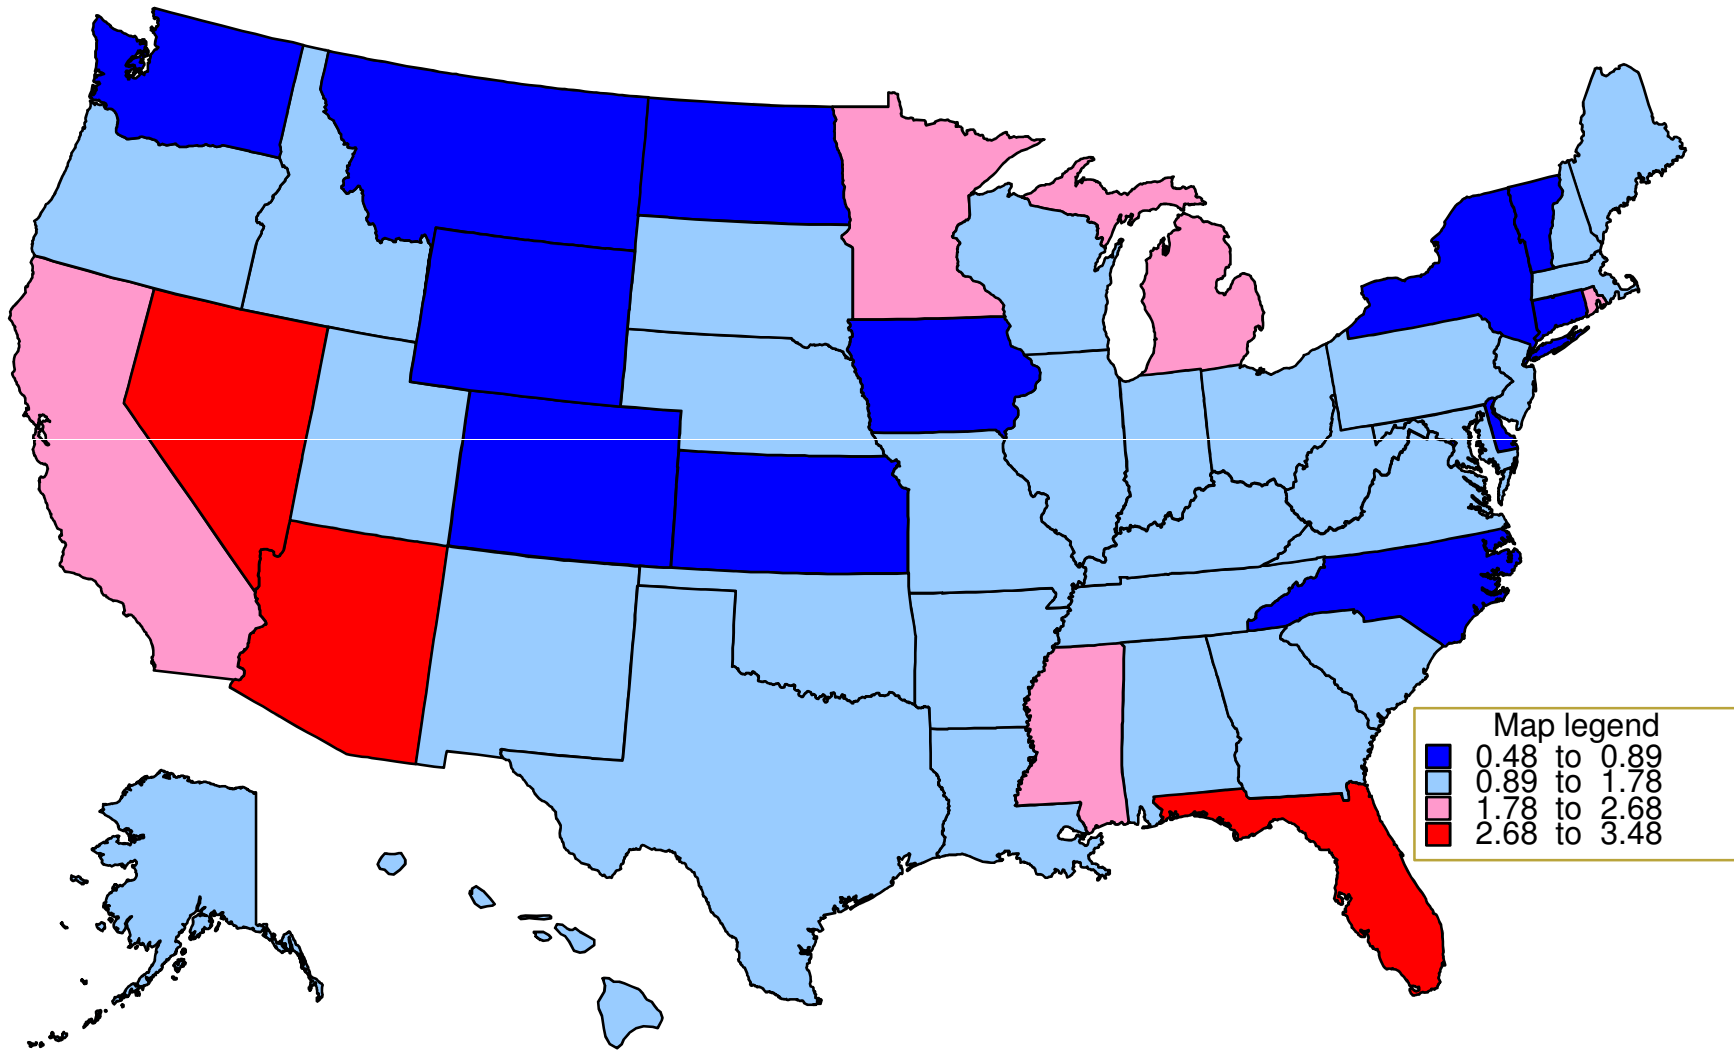 Map legend
0.48 to 0.89
0.89 to 1.78
1.78 to 2.68
2.68 to 3.48